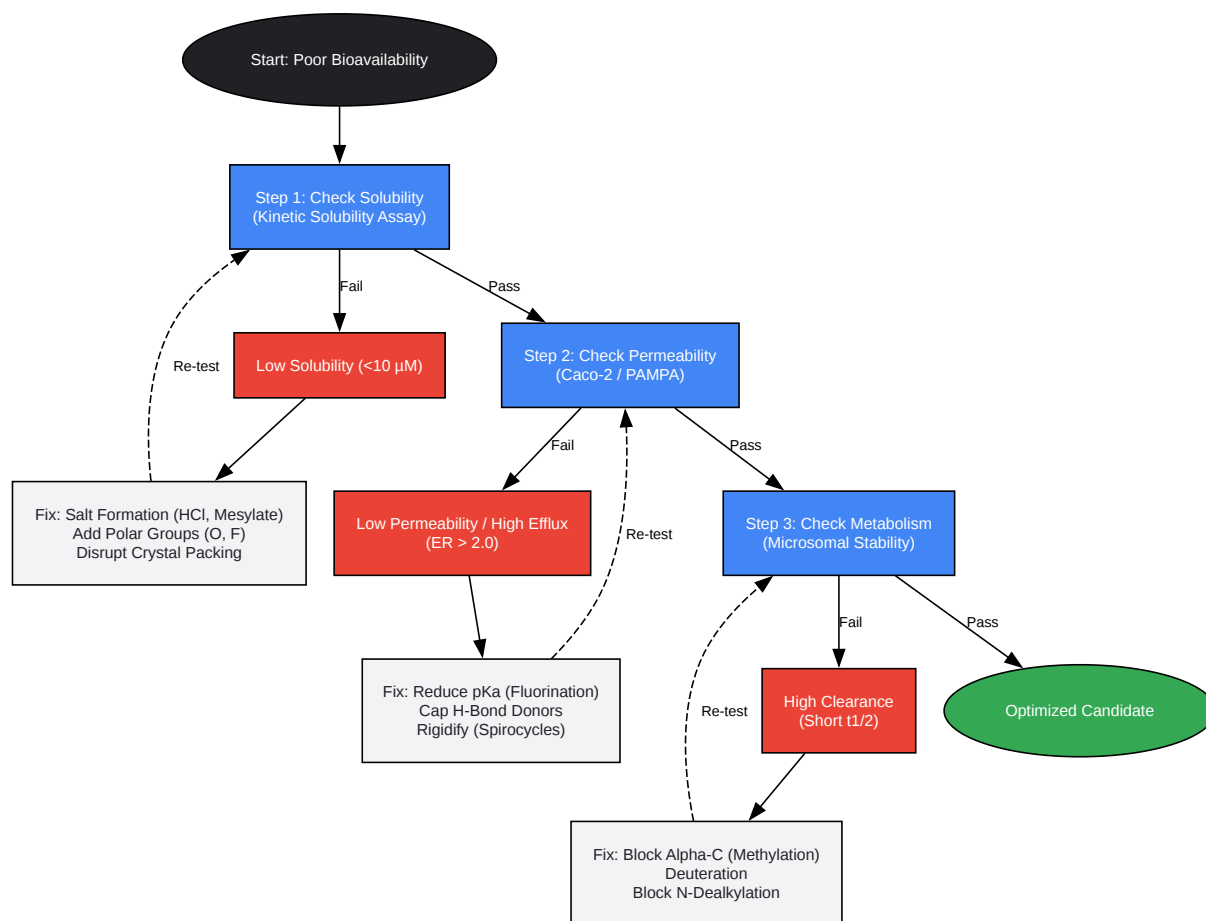 Start: Poor Bioavailability
Step 1: Check Solubility
(Kinetic Solubility Assay)
Fail
Pass
Low Solubility (<10 µM)
Re-test
Step 2: Check Permeability
(Caco-2 / PAMPA)
Fail
Pass
Fix: Salt Formation (HCl, Mesylate)
Add Polar Groups (O, F)
Disrupt Crystal Packing
Low Permeability / High Efflux
(ER > 2.0)
Re-test
Step 3: Check Metabolism
(Microsomal Stability)
Fail
Pass
Fix: Reduce pKa (Fluorination)
Cap H-Bond Donors
Rigidify (Spirocycles)
Re-test
High Clearance
(Short t1/2)
Optimized Candidate
Fix: Block Alpha-C (Methylation)
Deuteration
Block N-Dealkylation